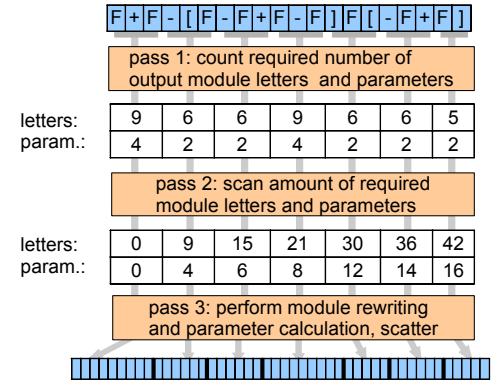 F + F - [ F - F + F - F ] F [ - F + F ]
pass 1: count required number of
output module letters and parameters
letters: 9 6 6 9 6 6 5
param.: 4 2 2 4 2 2 2
pass 2: scan amount of required
module letters and parameters
letters: 0 9 15 21 30 36 42
param.: 0 4 6 8 12 14 16
pass 3: perform module rewriting
and parameter calculation, scatter